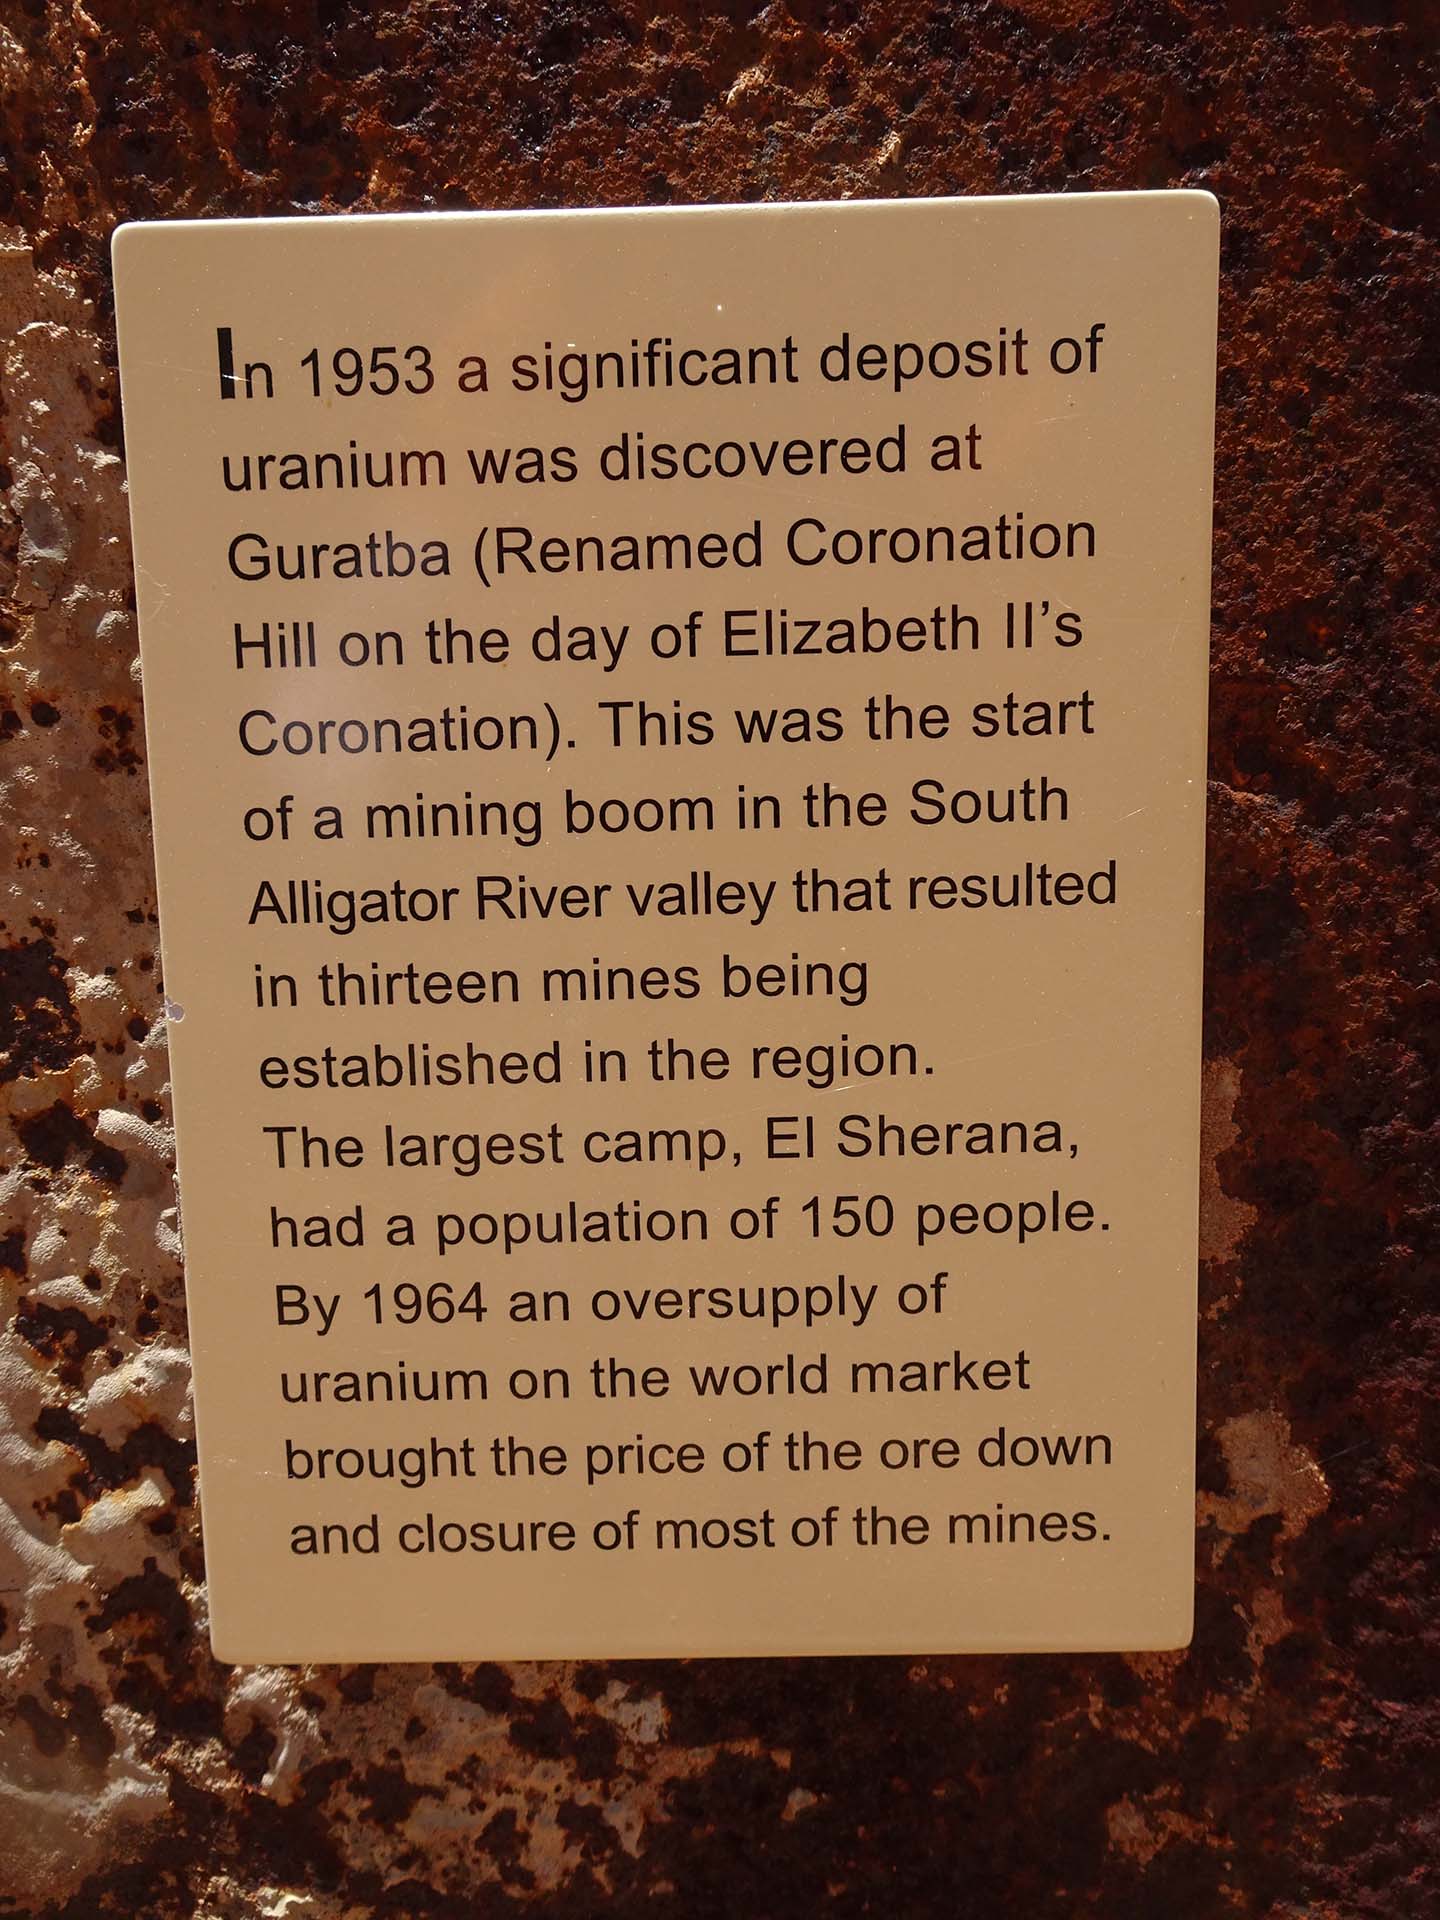 In 1953 a significant deposit of
uranium was discovered at
Guratba (Renamed Coronation
Hill on the day of Elizabeth II's
Coronation). This was the start
of a mining boom in the South
Alligator River valley that resulted
in thirteen mines being
established in the region.
The largest camp, El Sherana,
had a population of 150 people.
By 1964 an oversupply of
uranium on the world market
brought the price of the ore down
and closure of most of the mines.